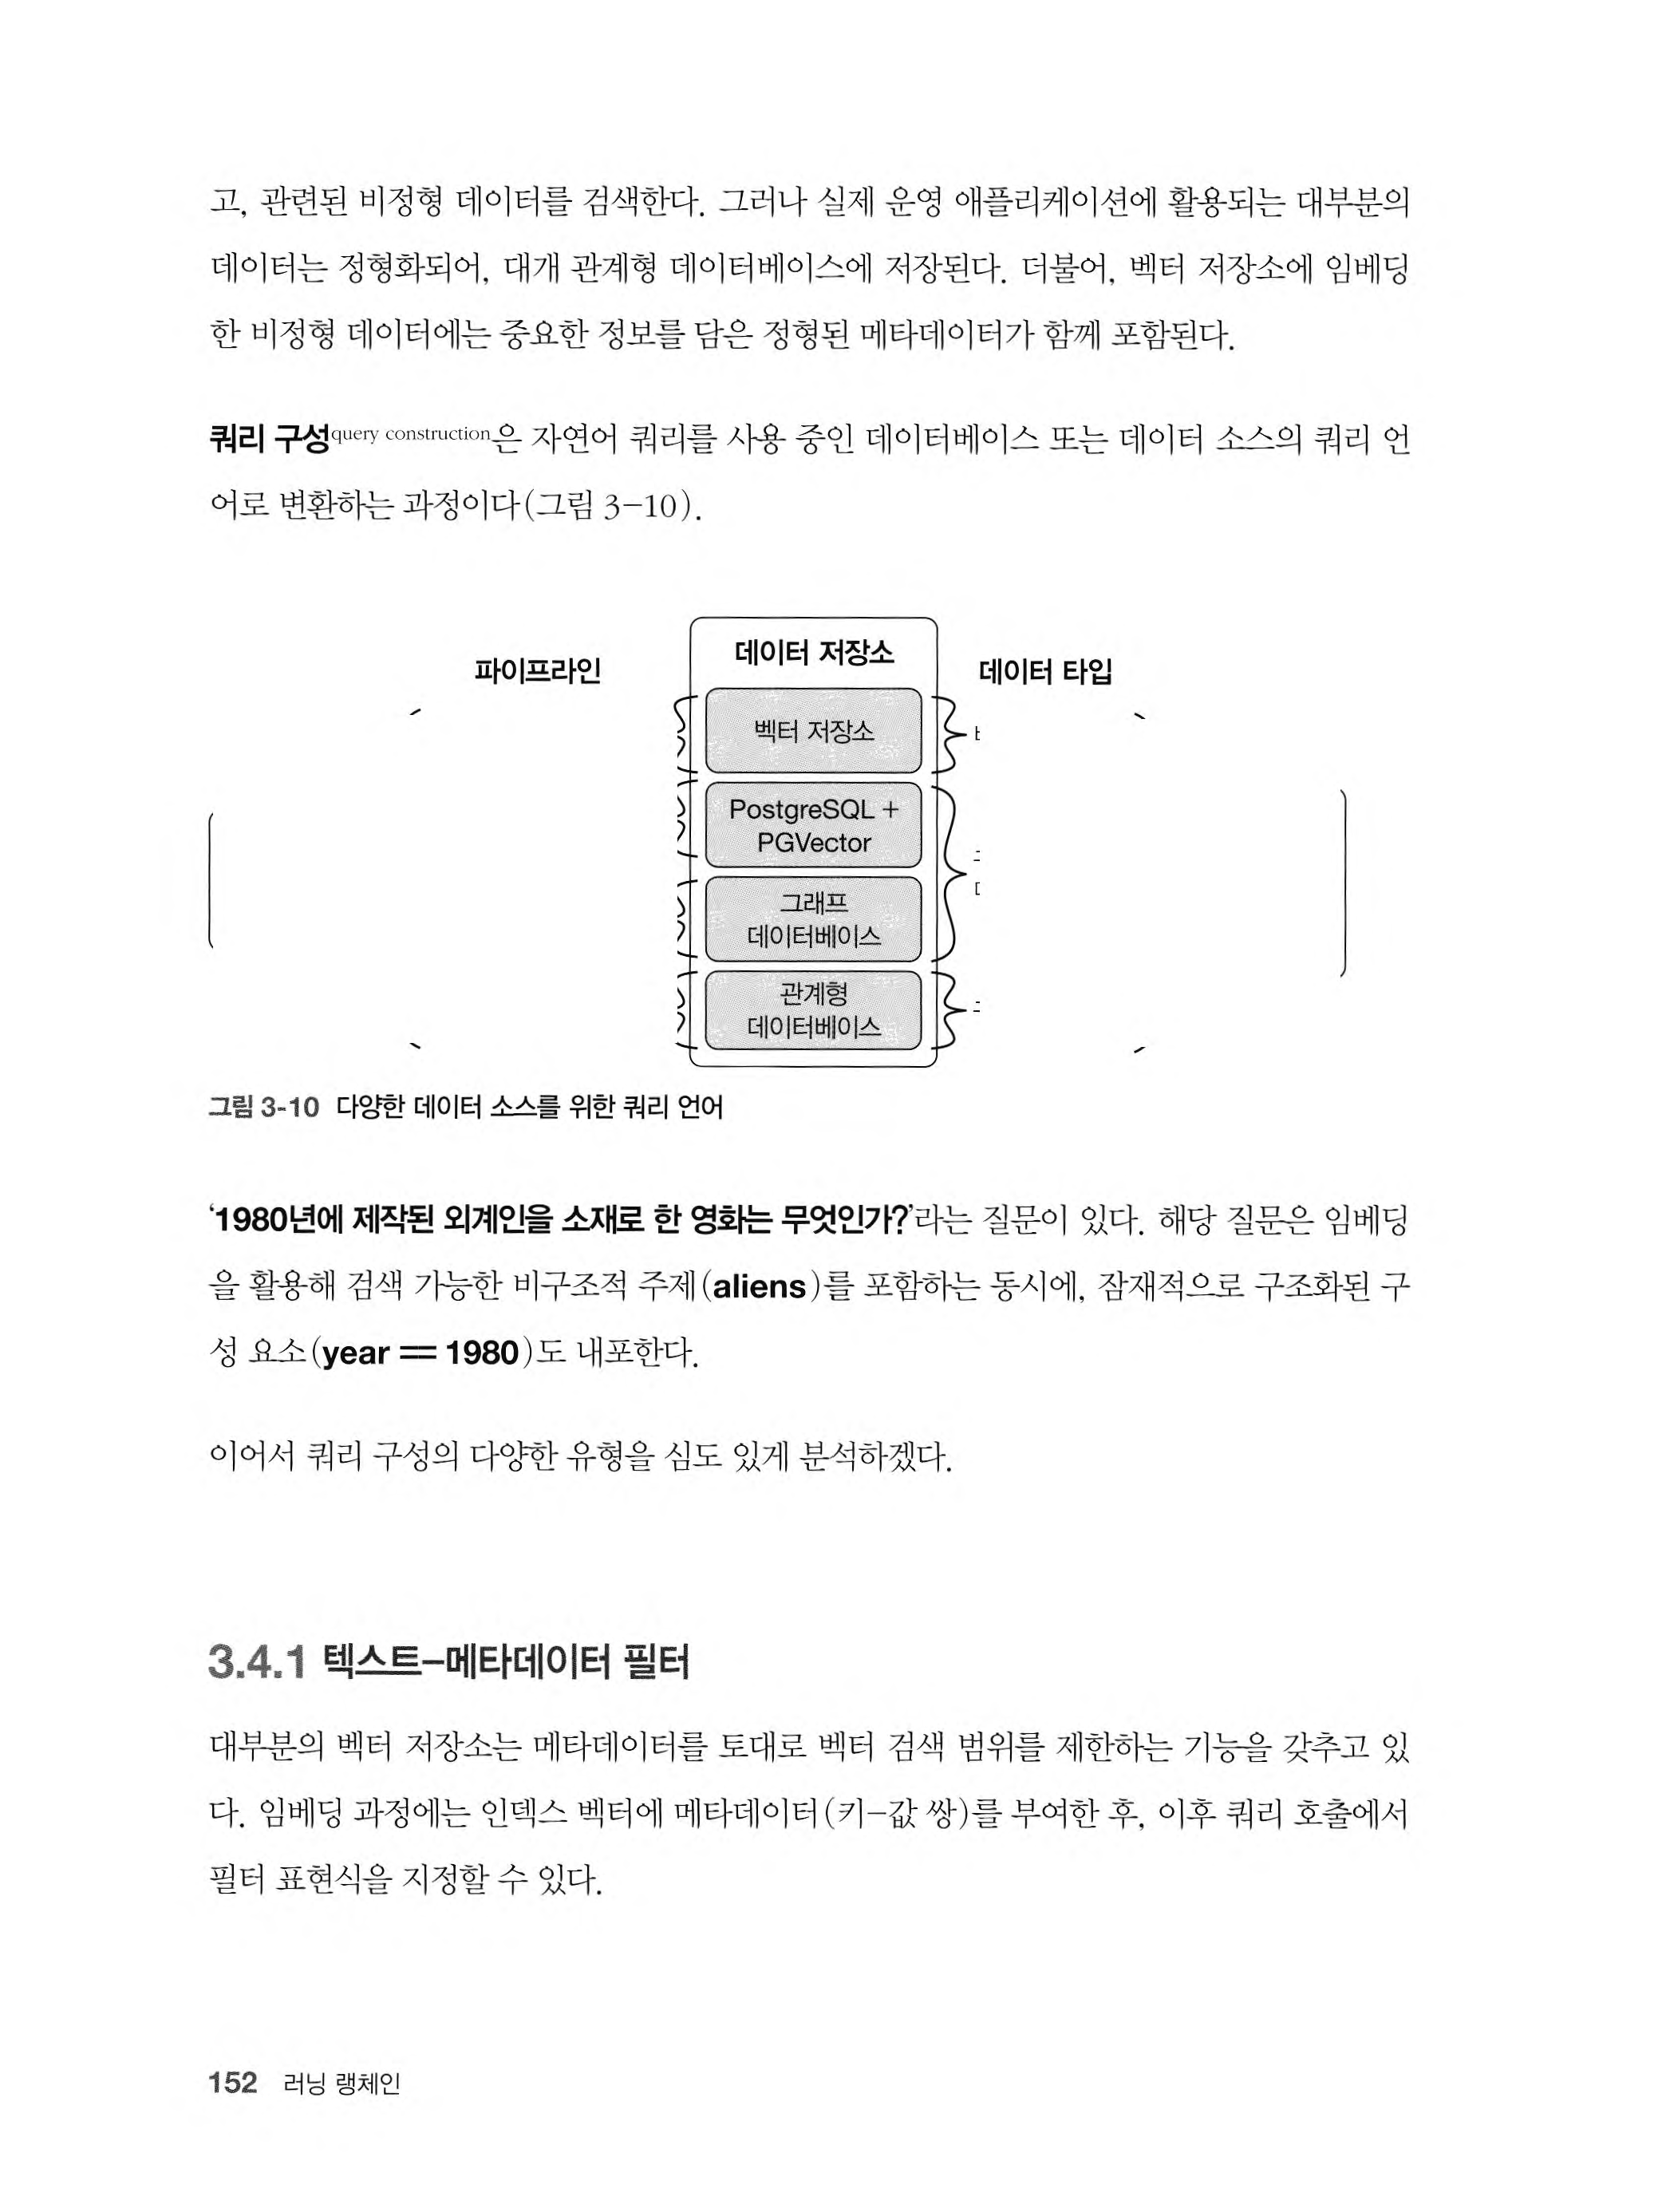 고, 관련된 비정형 데이터를 검색한다. 그러나 실제 운영 애플리케이션에 활용되는 대부분의
데이터는 정형화되어, 대개 관계형 데이터베이스에 저장된다. 더불어, 벡터 저장소에 임베딩
한 비정형 데이터에는 중요한 정보를 담은 정형된 메타데이터가 함께 포함된다.
쿼리 구성query construction은 자연어 쿼리를 사용 중인 데이터베이스 또는 데이터 소스의 쿼리 언
어로 변환하는 과정이다(그림 3-10).
파이프라인
데이터 저장소
데이터 타입
벡터 저장소
PostgreSQL +
PGVector
그래프
데이터베이스
관계형
데이터베이스
그림 3-10 다양한 데이터 소스를 위한 쿼리 언어
‘1980년에 제작된 외계인을 소재로 한 영화는 무엇인가?’라는 질문이 있다. 해당 질문은 임베딩
을 활용해 검색 가능한 비구조적 주제(aliens)를 포함하는 동시에, 잠재적으로 구조화된 구
성 요소(year == 1980)도 내포한다.
이어서 쿼리 구성의 다양한 유형을 심도 있게 분석하겠다.
3.4.1 텍스트-메타데이터 필터
대부분의 벡터 저장소는 메타데이터를 토대로 벡터 검색 범위를 제한하는 기능을 갖추고 있
다. 임베딩 과정에는 인덱스 벡터에 메타데이터(키-값 쌍)를 부여한 후, 이후 쿼리 호출에서
필터 표현식을 지정할 수 있다.
152 러닝 랭체인